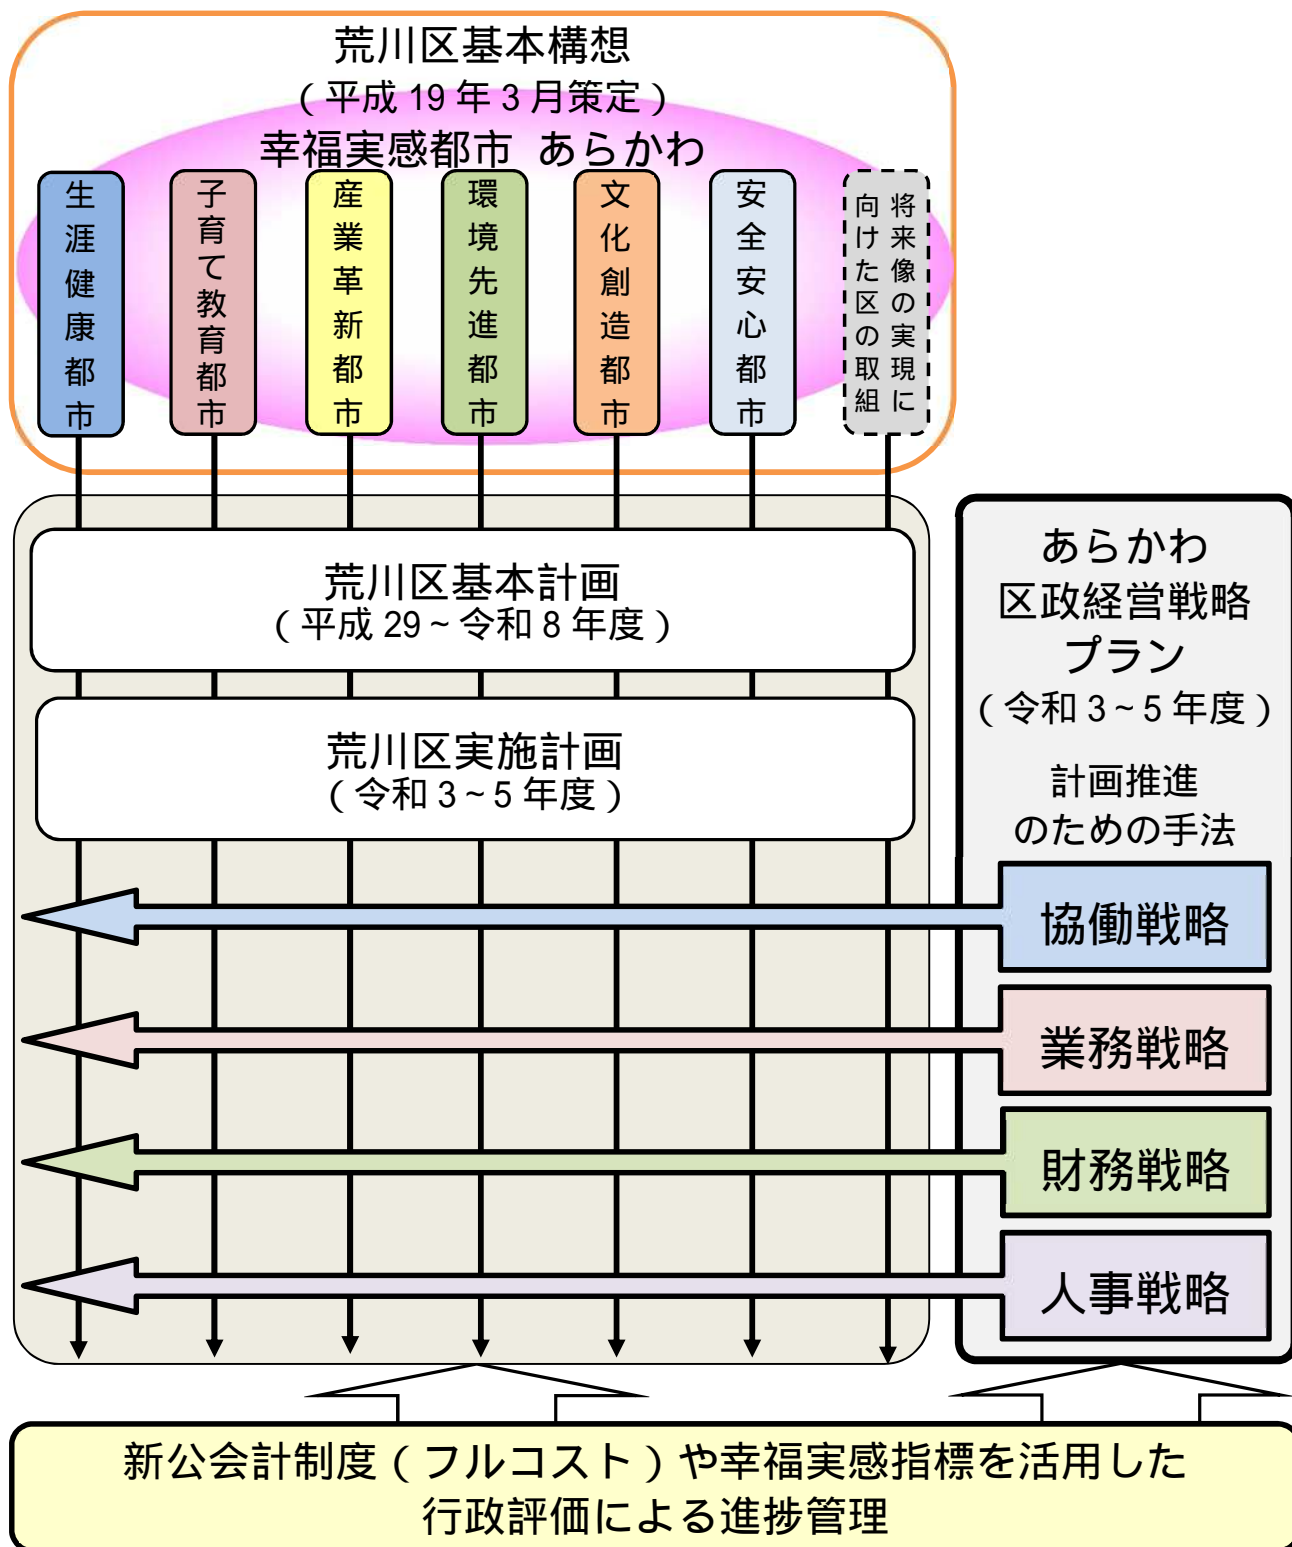 荒川区基本構想
（平成 19 年 3 月策定）
幸福実感都市 あらかわ
生涯健康都市
子育て教育都市
産業革新都市
環境先進都市
文化創造都市
安全安心都市
将来像の実現に
向けた区の取組
荒川区基本計画
（平成 29～令和 8 年度）
荒川区実施計画
（令和 3～5 年度）
あらかわ
区政経営戦略
プラン
（令和 3～5 年度）
計画推進
のための手法
協働戦略
業務戦略
財務戦略
人事戦略
新公会計制度（フルコスト）や幸福実感指標を活用した
行政評価による進捗管理